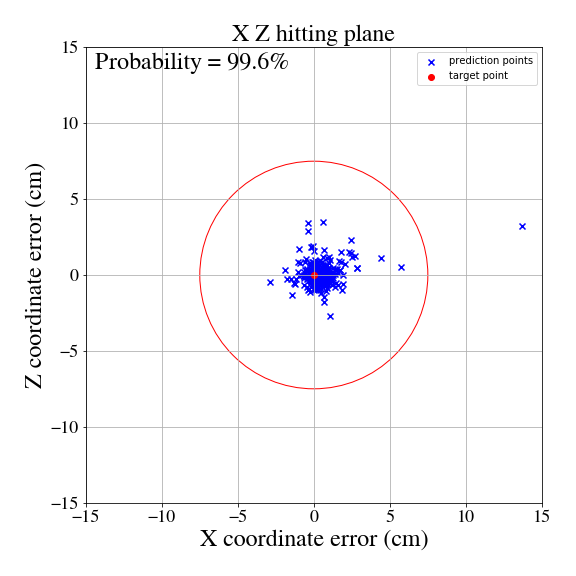 X Z hitting plane
Probability = 99.6%
prediction points
target point
15
10
5
0
−5
−10
−15
Z coordinate error (cm)
−15 −10 −5 0 5 10 15
X coordinate error (cm)